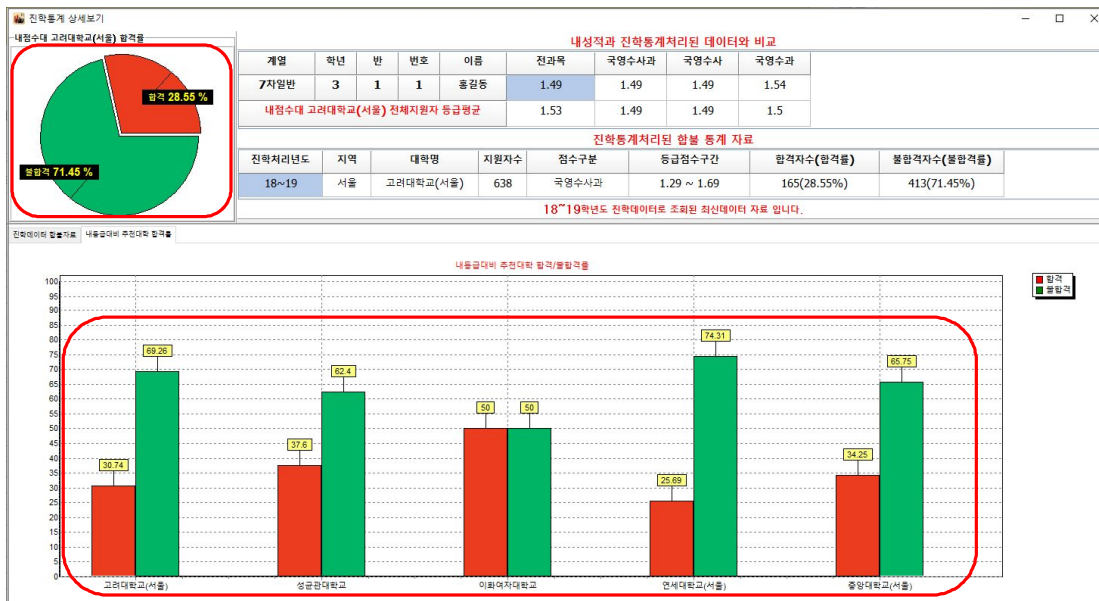 진학통계 상세보기
내점수대 고려대학교(서울) 합격률
합격 28.55 %
불합격 71.45 %
내성적과 진학통계처리된 데이터와 비교
계열 학년 반 번호 이름 전과목 국영수사과 국영수사 국영수과
7차일반 3 1 1 홍길동 1.49 1.49 1.49 1.54
내점수대 고려대학교(서울) 전체지원자 등급평균 1.53 1.49 1.49 1.5
진학통계처리된 합불 통계 자료
진학처리년도 지역 대학명 지원자수 점수구분 등급점수구간 합격자수(합격률) 불합격자수(불합격률)
18~19 서울 고려대학교(서울) 638 국영수사과 1.29 ~ 1.69 165(28.55%) 413(71.45%)
18~19학년도 진학데이터로 조회된 최신데이터 자료 입니다.
진학데이터 합불자료 내등급대비 추천대학 합격률
내등급대비 추천대학 합격/불합격률
합격
불합격
100
95
90
85
80
75
70
65
60
55
50
45
40
35
30
25
20
15
10
5
0
30.74 69.26 37.6 62.4 50 50 25.69 74.31 34.25 65.75
고려대학교(서울) 성균관대학교 이화여자대학교 연세대학교(서울) 중앙대학교(서울)